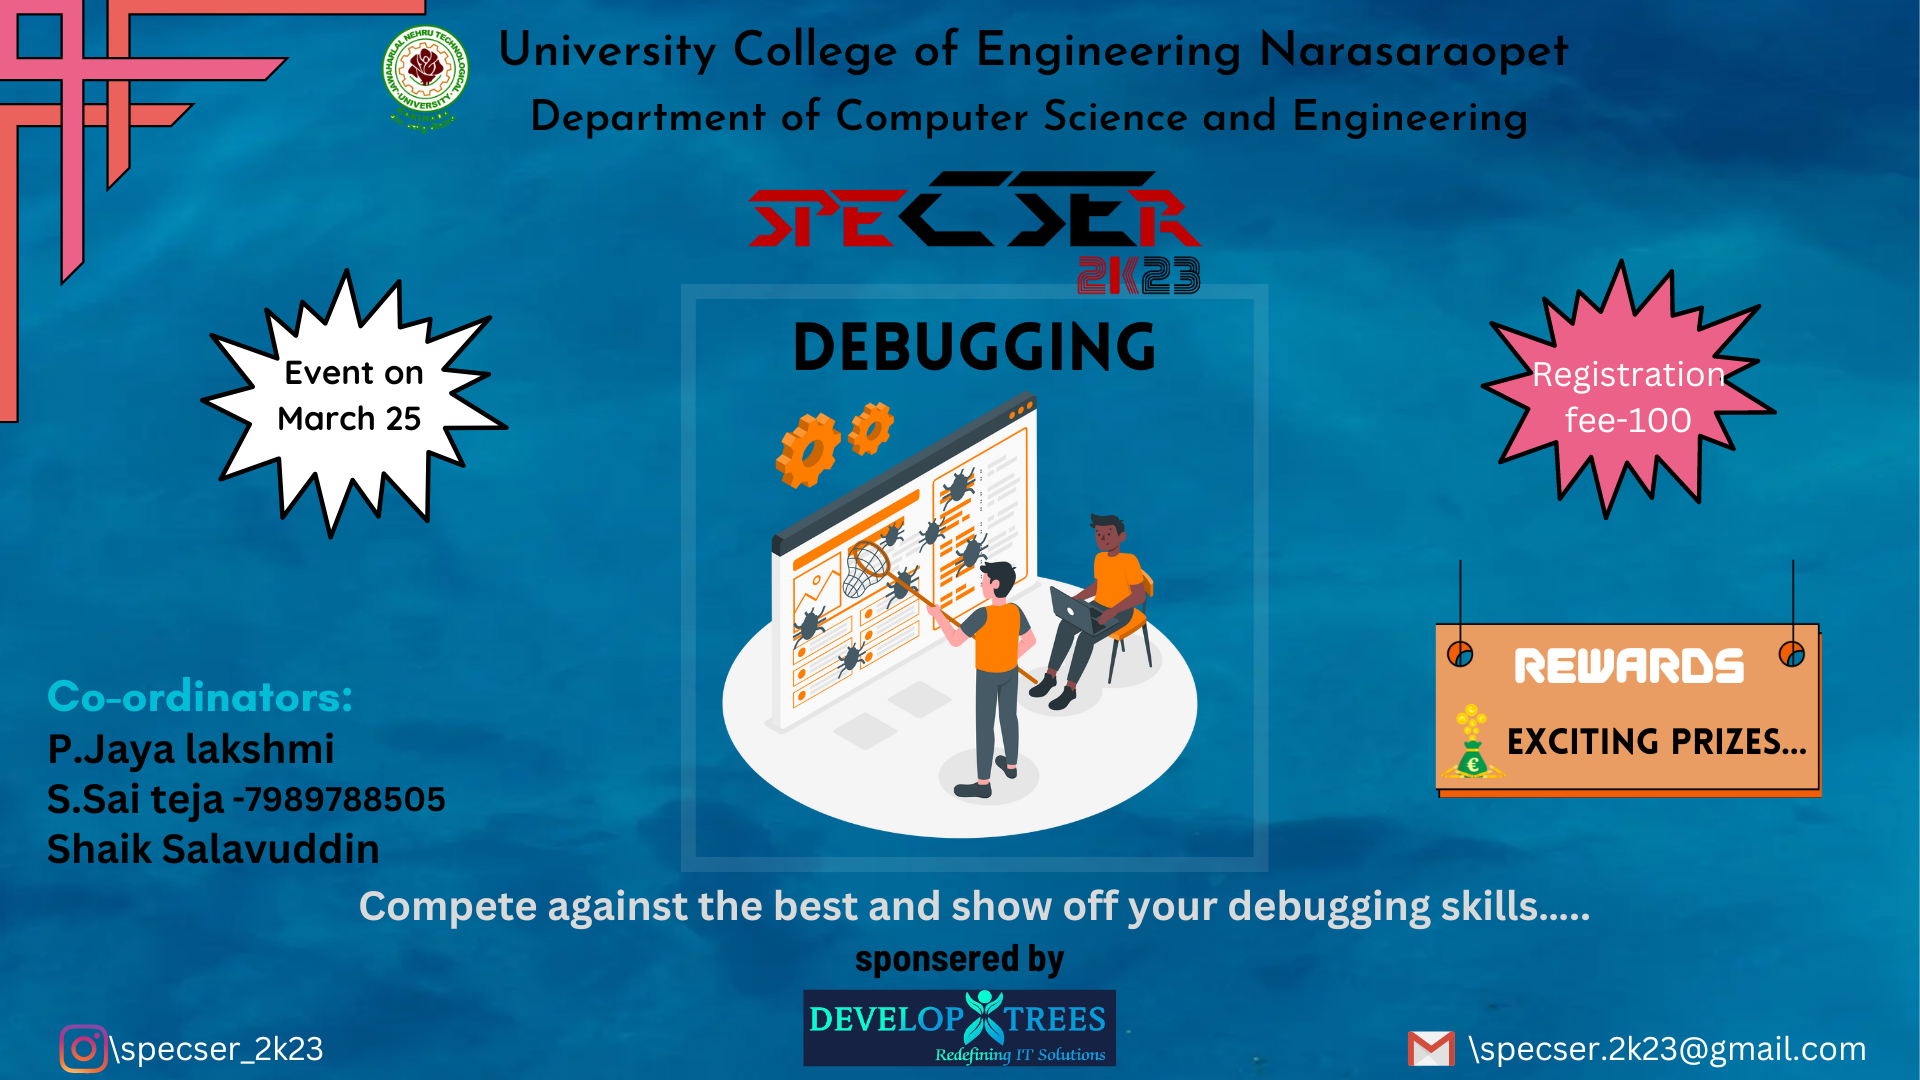 University College of Engineering Narasaraopet
Department of Computer Science and Engineering
JAWAHARLAL NEHRU TECHNOLOGICAL
UNIVERSITY
SPECSER
2K23
DEBUGGING
Event on
March 25
Registration
fee-100
REWARDS
EXCITING PRIZES...
Co-ordinators:
P.Jaya lakshmi
S.Sai teja -7989788505
Shaik Salavuddin
Compete against the best and show off your debugging skills.....
sponsered by
DEVELOP TREES
Redefining IT Solutions
\specser_2k23
\specser.2k23@gmail.com